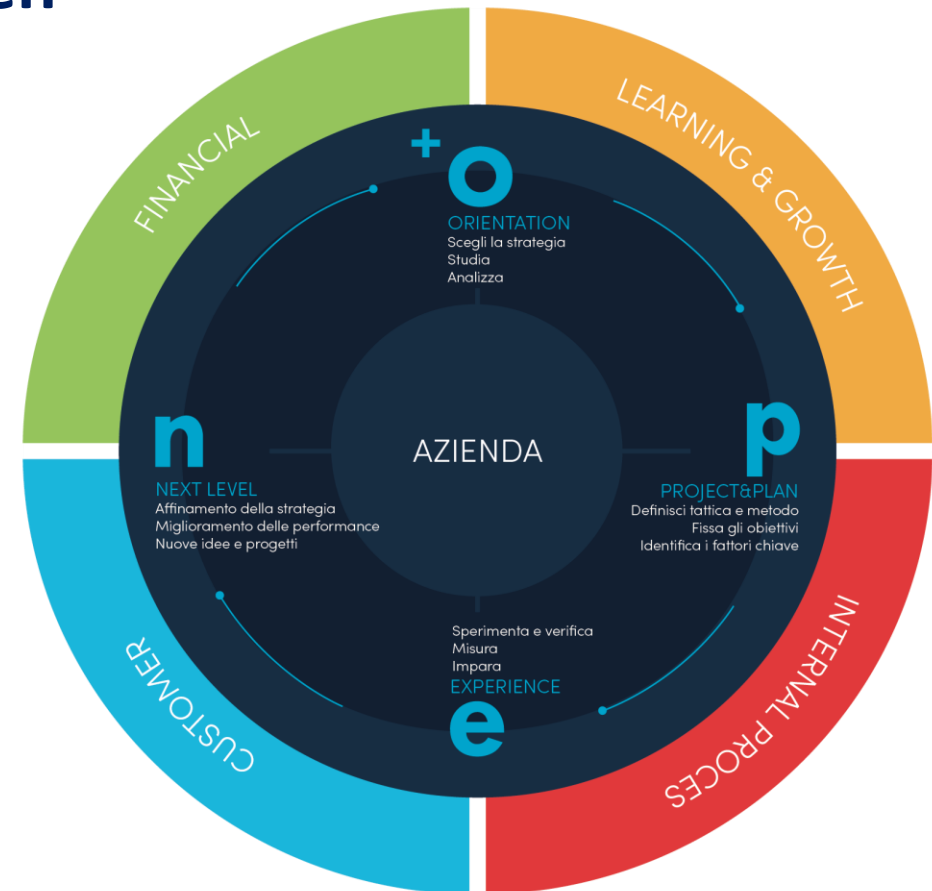 FINANCIAL
LEARNING & GROWTH
+o
ORIENTATION
Scegli la strategia
Studia
Analizza
AZIENDA
n
NEXT LEVEL
Affinamento della strategia
Miglioramento delle performance
Nuove idee e progetti
p
PROJECT&PLAN
Definisci tattica e metodo
Fissa gli obiettivi
Identifica i fattori chiave
Sperimenta e verifica
Misura
Impara
EXPERIENCE
e
CUSTOMER
INTERNAL PROCES